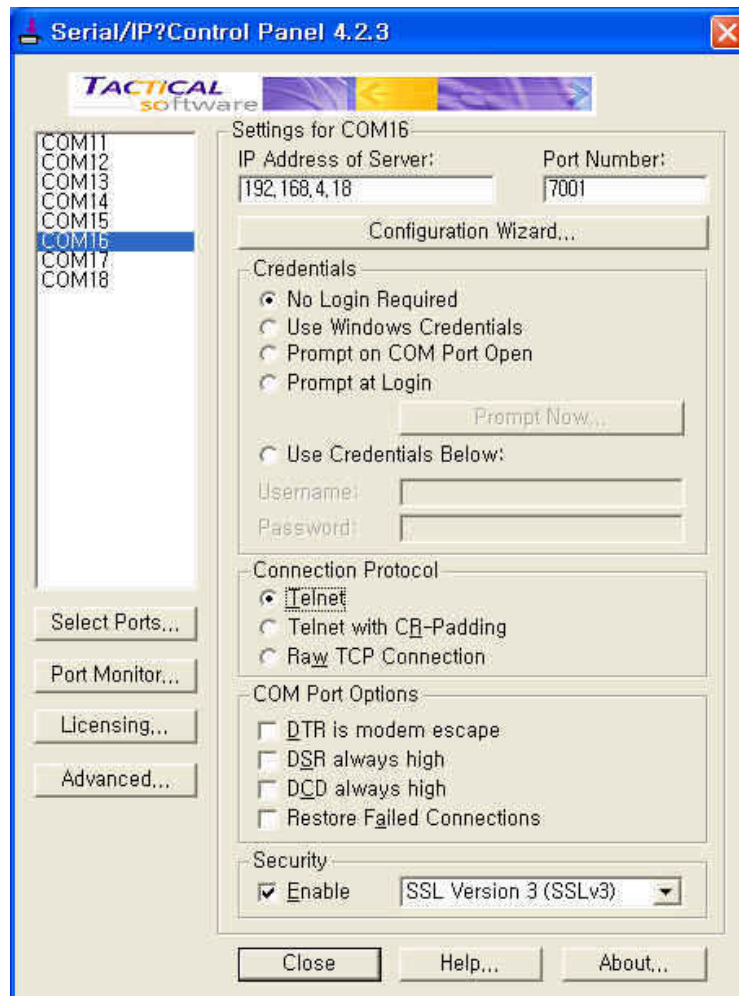 Serial/IP?Control Panel 4.2.3
TACTICAL
software
COM11
COM12
COM13
COM14
COM15
COM16
COM17
COM18
Select Ports...
Port Monitor...
Licensing...
Advanced...
Settings for COM16
IP Address of Server: Port Number:
192.168.4.18 7001
Configuration Wizard...
Credentials
No Login Required
Use Windows Credentials
Prompt on COM Port Open
Prompt at Login
Prompt Now...
Use Credentials Below:
Username:
Password:
Connection Protocol
Telnet
Telnet with CR-Padding
Raw TCP Connection
COM Port Options
DTR is modem escape
DSR always high
DCD always high
Restore Failed Connections
Security
Enable SSL Version 3 (SSLv3)
Close Help... About...